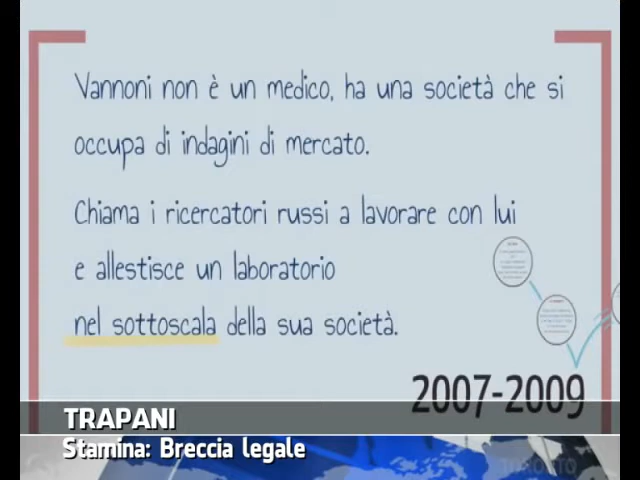 Vannoni non è un medico, ha una società che si
occupa di indagini di mercato.
Chiama i ricercatori russi a lavorare con lui
e allestisce un laboratorio
nel sottoscala della sua società.
2007-2009
TRAPANI
Stamina: Breccia legale